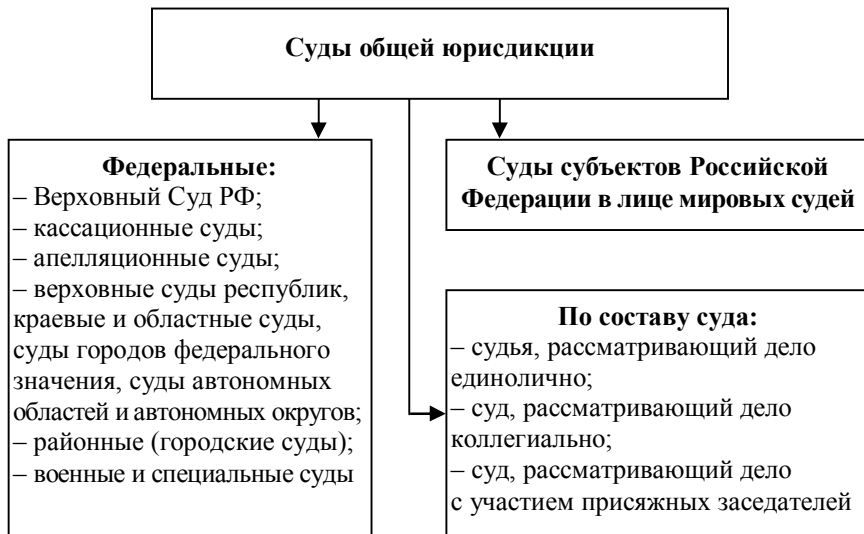 Суды общей юрисдикции
Федеральные:
– Верховный Суд РФ;
– кассационные суды;
– апелляционные суды;
– верховные суды республик,
краевые и областные суды,
суды городов федерального
значения, суды автономных
областей и автономных округов;
– районные (городские суды);
– военные и специальные суды
Суды субъектов Российской
Федерации в лице мировых судей
По составу суда:
– судья, рассматривающий дело
единолично;
– суд, рассматривающий дело
коллегиально;
– суд, рассматривающий дело
с участием присяжных заседателей